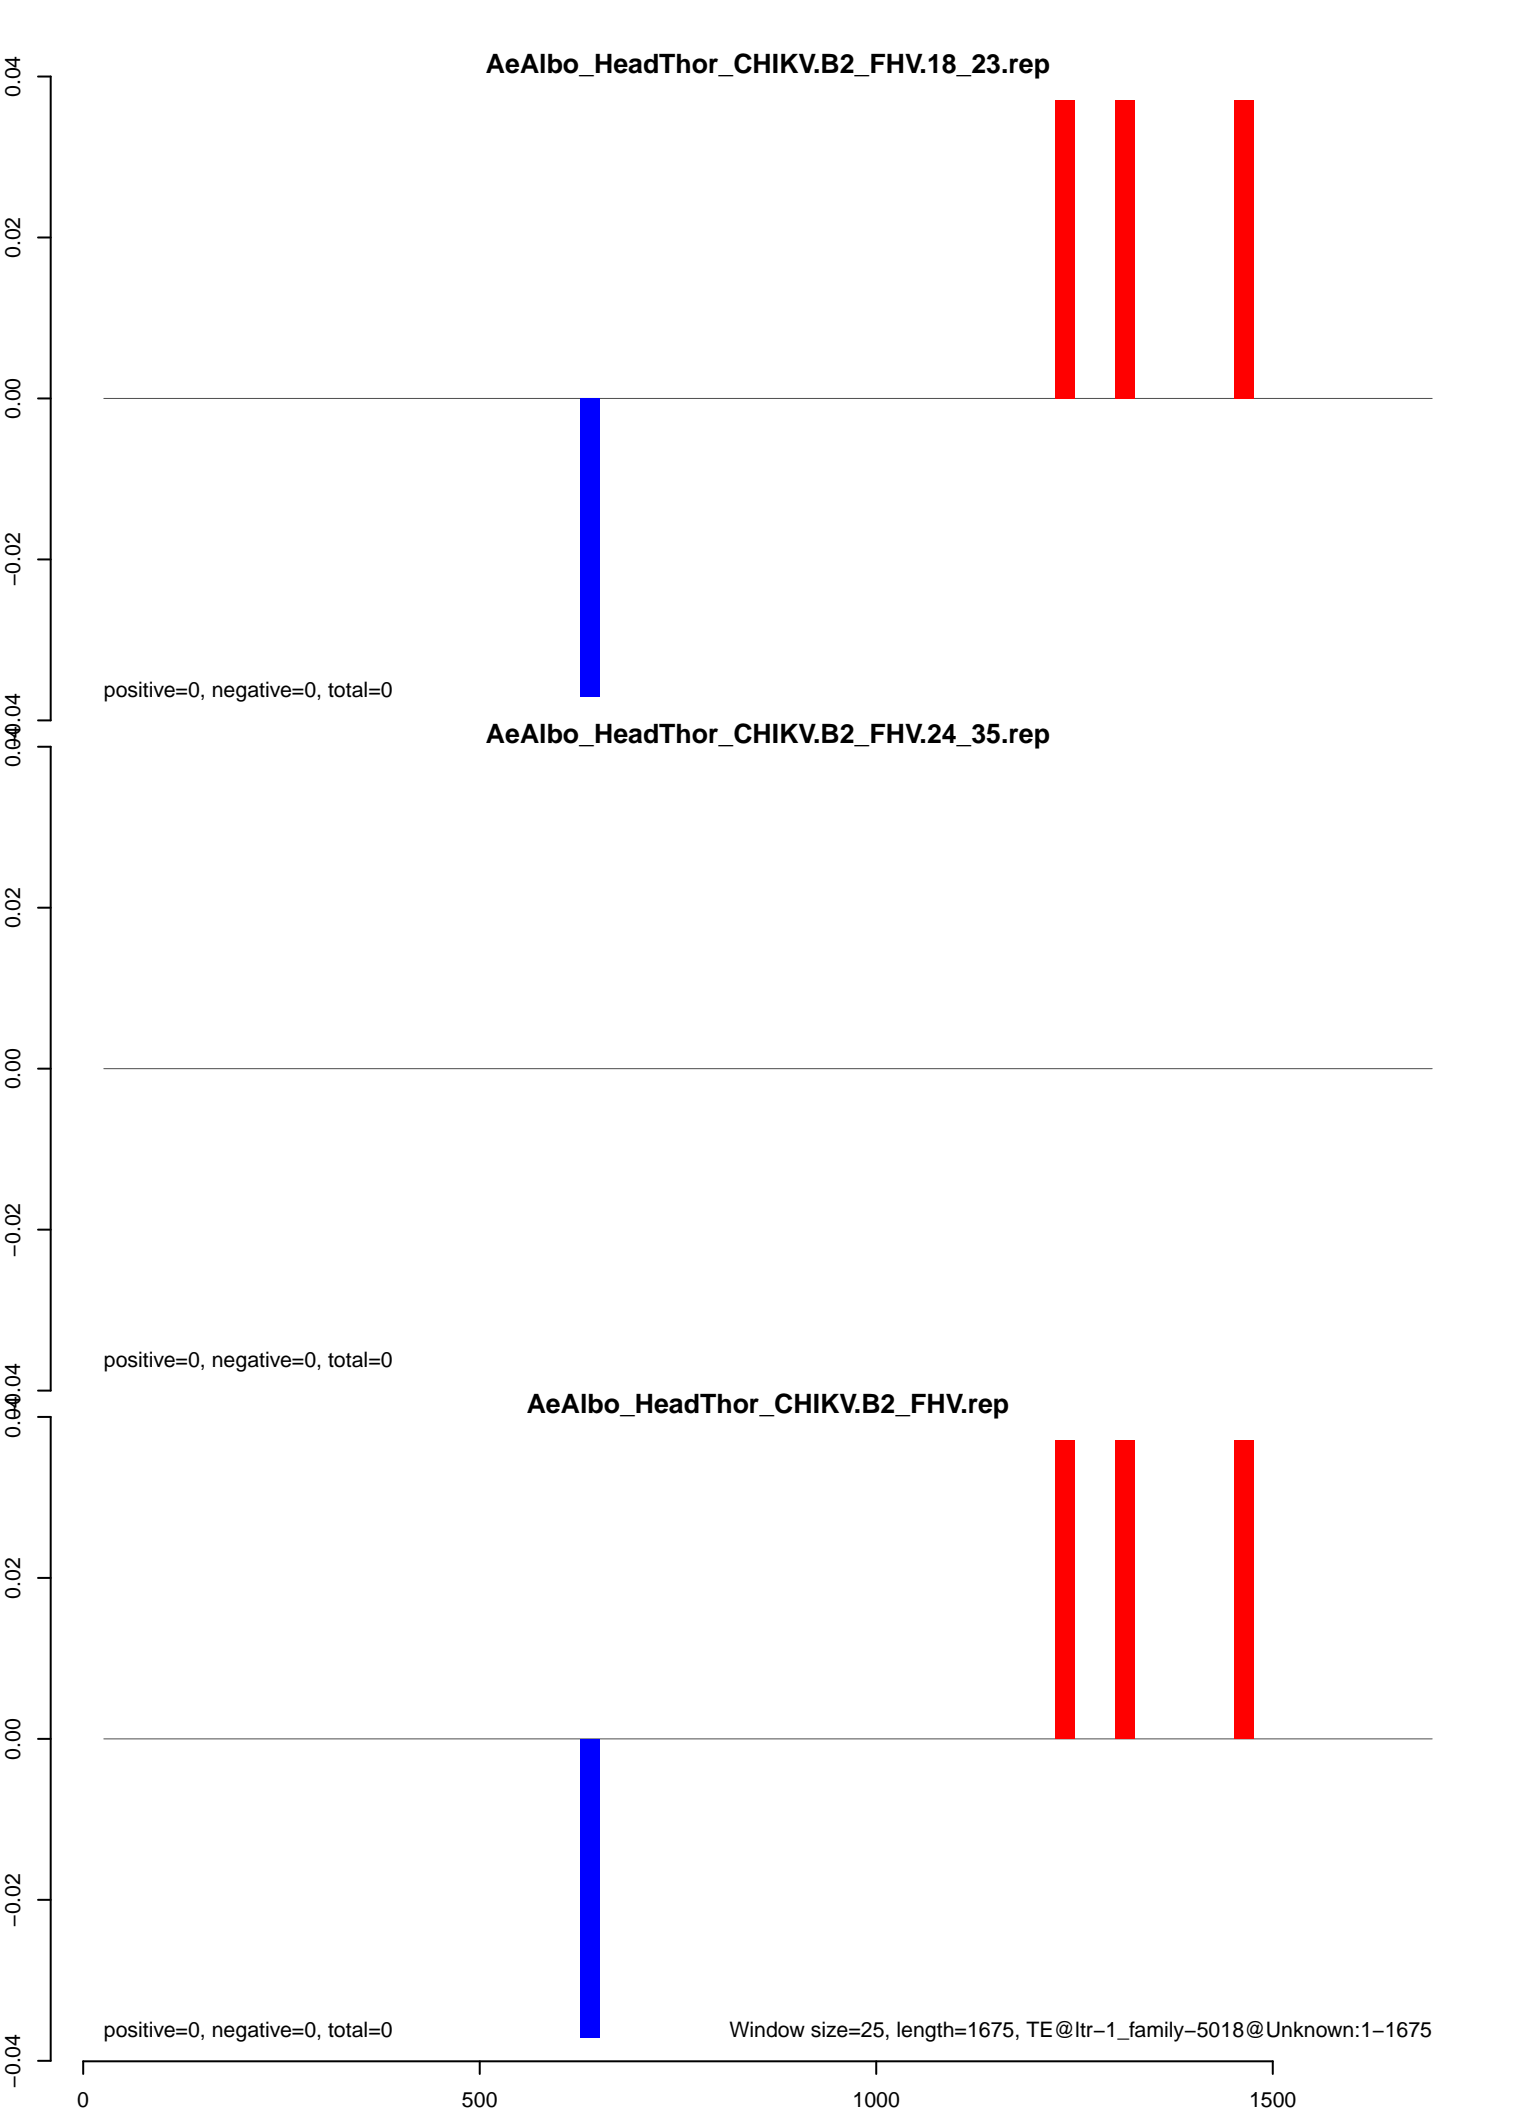 AeAlbo_HeadThor_CHIKV.B2_FHV.18_23.rep
0.04
0.02
0.00
−0.02
−0.04
positive=0, negative=0, total=0
AeAlbo_HeadThor_CHIKV.B2_FHV.24_35.rep
0.04
0.02
0.00
−0.02
−0.04
positive=0, negative=0, total=0
AeAlbo_HeadThor_CHIKV.B2_FHV.rep
0.04
0.02
0.00
−0.02
−0.04
positive=0, negative=0, total=0
Window size=25, length=1675, TE@ltr−1_family−5018@Unknown:1−1675
0 500 1000 1500